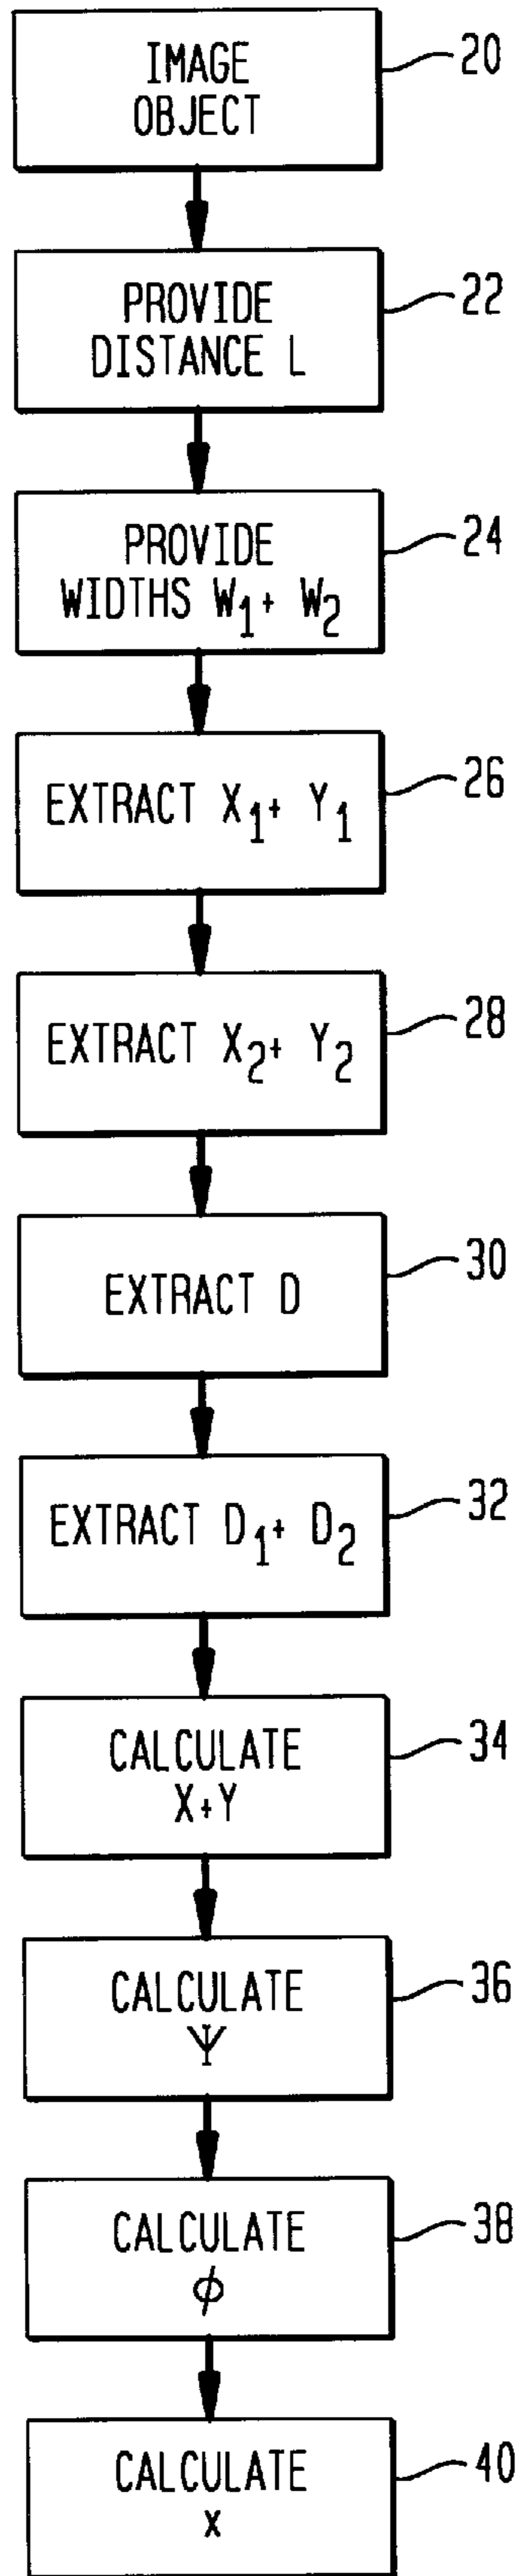 IMAGE
OBJECT
20
PROVIDE
DISTANCE L
22
PROVIDE
WIDTHS W₁+ W₂
24
EXTRACT X₁+ Y₁
26
EXTRACT X₂+ Y₂
28
EXTRACT D
30
EXTRACT D₁+ D₂
32
CALCULATE
X+Y
34
CALCULATE
Ψ
36
CALCULATE
ϕ
38
CALCULATE
x
40